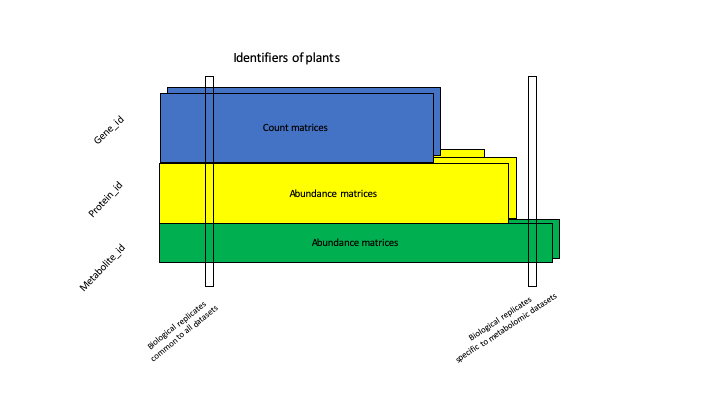 Identifiers of plants
Gene_id
Count matrices
Protein_id
Abundance matrices
Metabolite_id
Abundance matrices
Biological replicates
common to all datasets
Biological replicates
specific to metabolomic datasets